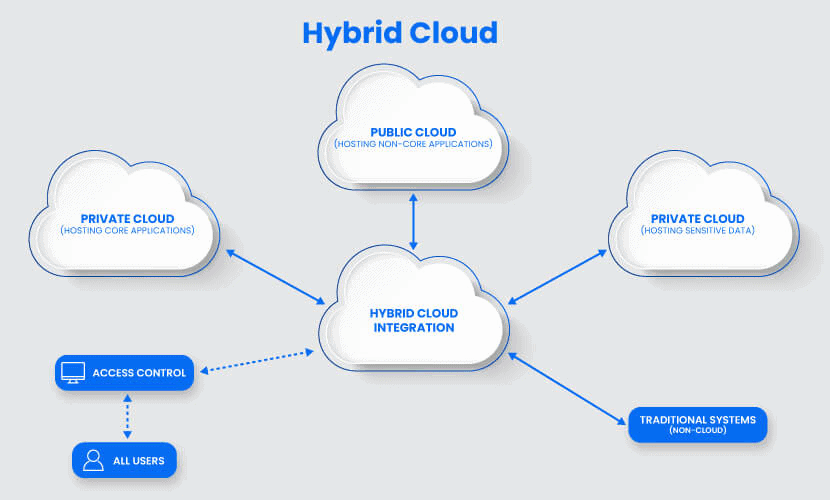 Hybrid Cloud
PUBLIC CLOUD
(HOSTING NON-CORE APPLICATIONS)
PRIVATE CLOUD
(HOSTING CORE APPLICATIONS)
PRIVATE CLOUD
(HOSTING SENSITIVE DATA)
HYBRID CLOUD
INTEGRATION
ACCESS CONTROL
ALL USERS
TRADITIONAL SYSTEMS
(NON-CLOUD)